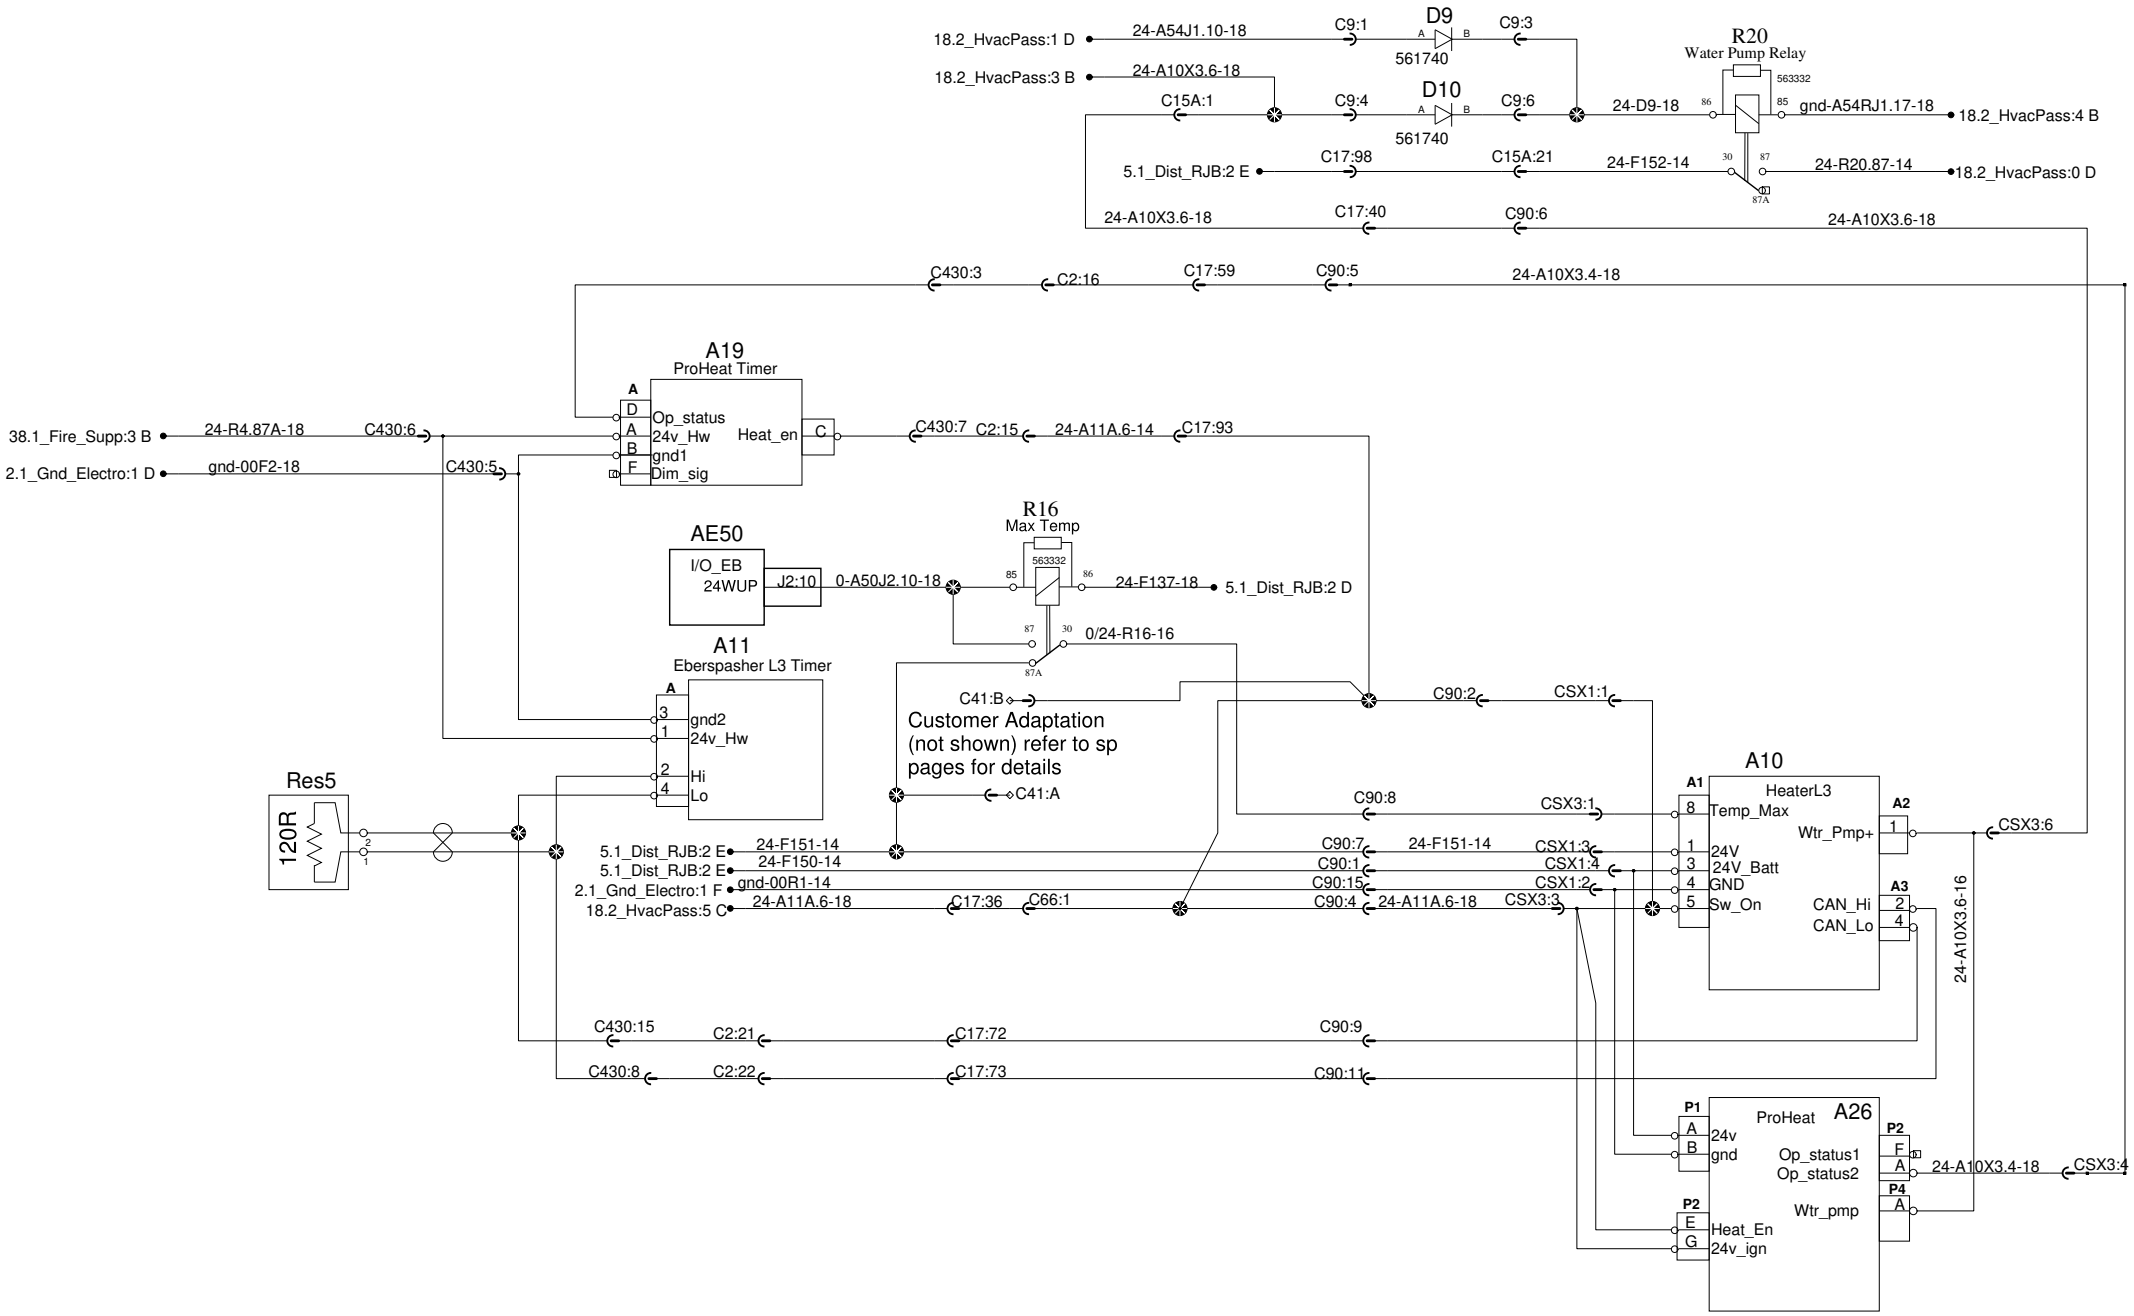 18.2_HvacPass:1 D
24-A54J1.10-18
C9:1
D9
A
B
561740
C9:3
R20
Water Pump Relay
563332
18.2_HvacPass:3 B
24-A10X3.6-18
C15A:1
C9:4
D10
A
B
561740
C9:6
24-D9-18
86
85
gnd-A54RJ1.17-18
18.2_HvacPass:4 B
5.1_Dist_RJB:2 E
C17:98
C15A:21
24-F152-14
30
87
87A
24-R20.87-14
18.2_HvacPass:0 D
24-A10X3.6-18
C17:40
C90:6
24-A10X3.6-18
C430:3
C2:16
C17:59
C90:5
24-A10X3.4-18
A19
ProHeat Timer
A
D
Op_status
A
24v_Hw
B
gnd1
F
Dim_sig
Heat_en
C
38.1_Fire_Supp:3 B
24-R4.87A-18
C430:6
2.1_Gnd_Electro:1 D
gnd-00F2-18
C430:5
C430:7
C2:15
24-A11A.6-14
C17:93
AE50
I/O_EB
24WUP
J2:10
0-A50J2.10-18
R16
Max Temp
563332
85
86
24-F137-18
5.1_Dist_RJB:2 D
87
30
87A
0/24-R16-16
A11
Eberspasher L3 Timer
A
3
gnd2
1
24v_Hw
2
Hi
4
Lo
C41:B
Customer Adaptation
(not shown) refer to sp
pages for details
C41:A
C90:2
CSX1:1
Res5
120R
2
1
A10
HeaterL3
A1
8
Temp_Max
1
24V
3
24V_Batt
4
GND
5
Sw_On
A2
Wtr_Pmp+
1
A3
CAN_Hi
2
CAN_Lo
4
C90:8
CSX3:1
CSX3:6
5.1_Dist_RJB:2 E
24-F151-14
C90:7
24-F151-14
CSX1:3
5.1_Dist_RJB:2 E
24-F150-14
C90:1
CSX1:4
2.1_Gnd_Electro:1 F
gnd-00R1-14
C90:15
CSX1:2
18.2_HvacPass:5 C
24-A11A.6-18
C17:36
C66:1
C90:4
24-A11A.6-18
CSX3:3
24-A10X3.6-16
C430:15
C2:21
C17:72
C90:9
C430:8
C2:22
C17:73
C90:11
A26
ProHeat
P1
A
24v
B
gnd
P2
Op_status1
F
Op_status2
A
24-A10X3.4-18
CSX3:4
P4
Wtr_pmp
A
P2
E
Heat_En
G
24v_ign